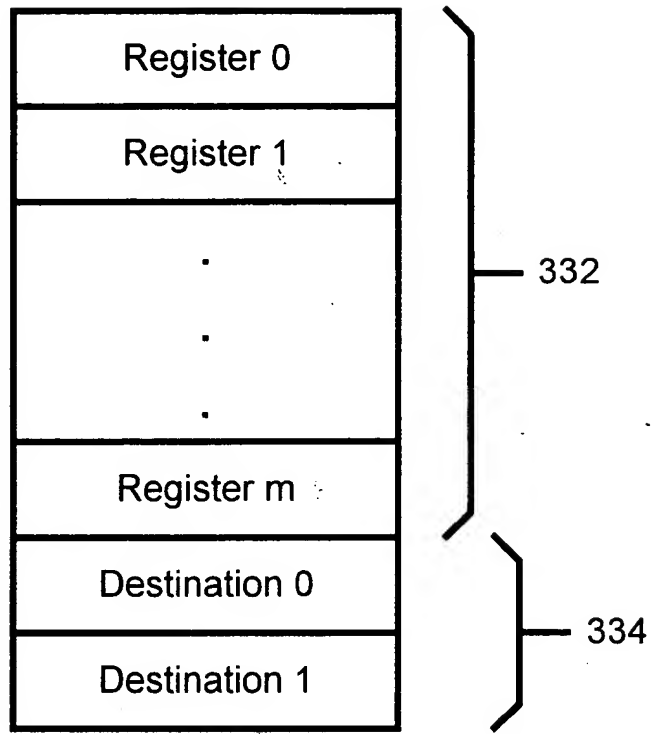 Register 0
Register 1
.
.
.
Register m
Destination 0
Destination 1
332
334